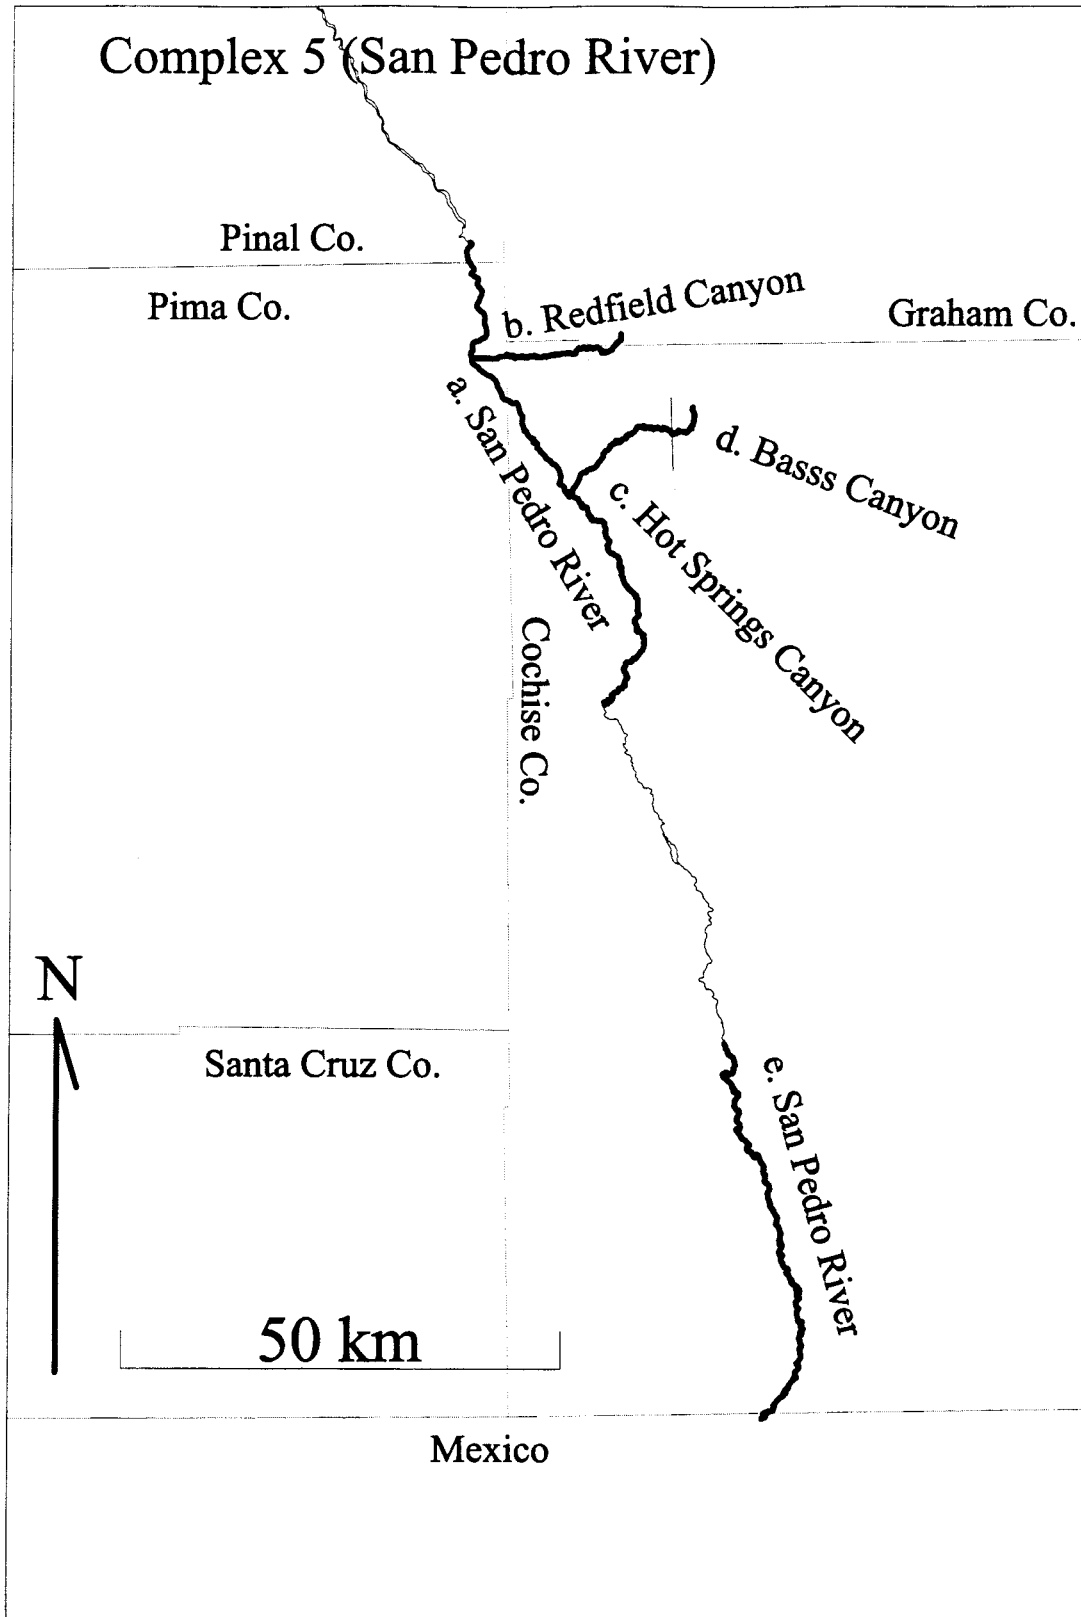 Complex 5 (San Pedro River)
Pinal Co.
Pima Co.
b. Redfield Canyon
Graham Co.
a. San Pedro River
d. Basss Canyon
c. Hot Springs Canyon
Cochise Co.
N
Santa Cruz Co.
e. San Pedro River
50 km
Mexico